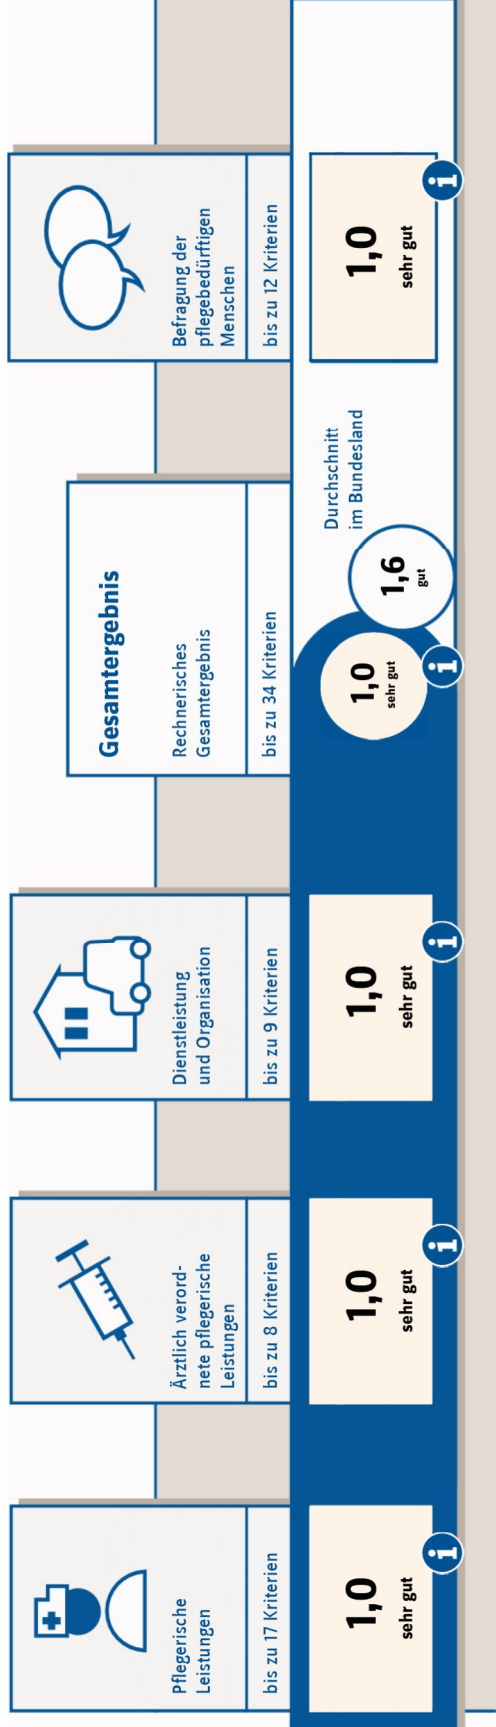 Pflegerische
Leistungen
bis zu 17 Kriterien
1,0
sehr gut
Ärztlich verord-
nete pflegerische
Leistungen
bis zu 8 Kriterien
1,0
sehr gut
Dienstleistung
und Organisation
bis zu 9 Kriterien
1,0
sehr gut
Gesamtergebnis
Rechnerisches
Gesamtergebnis
bis zu 34 Kriterien
1,0
sehr gut
1,6
gut
Durchschnitt
im Bundesland
Befragung der
pflegebedürftigen
Menschen
bis zu 12 Kriterien
1,0
sehr gut